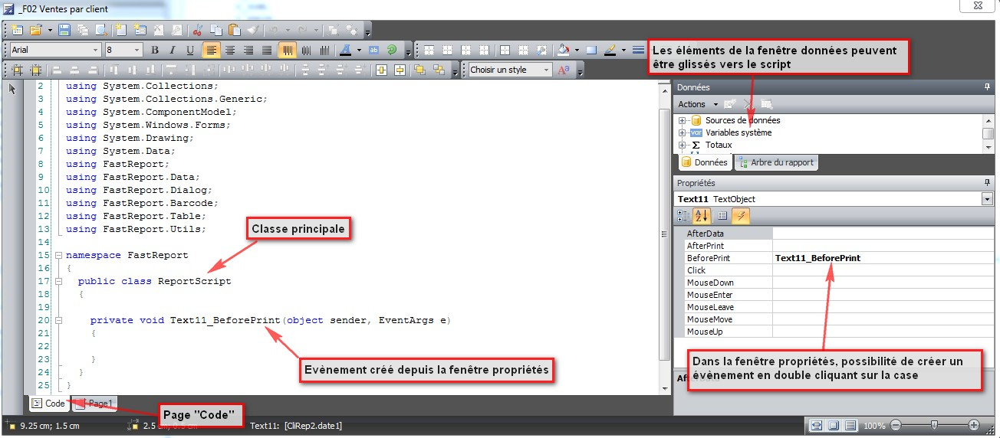 _F02 Ventes par client
Arial
8
B I U
Choisir un style
Les éléments de la fenêtre données peuvent
être glissés vers le script
2 using System.Collections;
3 using System.Collections.Generic;
4 using System.ComponentModel;
5 using System.Windows.Forms;
6 using System.Drawing;
7 using System.Data;
8 using FastReport;
9 using FastReport.Data;
10 using FastReport.Dialog;
11 using FastReport.Barcode;
12 using FastReport.Table;
13 using FastReport.Utils;
14
15 namespace FastReport
16 {
17 public class ReportScript
18 {
20 private void Text11_BeforePrint(object sender, EventArgs e)
21 {
22
23 }
24 }
25 }
Classe principale
Evènement créé depuis la fenêtre propriétés
Code
Page1
Page "Code"
Données
Actions
Sources de données
var Variables système
Σ Totaux
Données
Arbre du rapport
Propriétés
Text11 TextObject
AfterData
AfterPrint
BeforePrint Text11_BeforePrint
Click
MouseDown
MouseEnter
MouseLeave
MouseMove
MouseUp
Dans la fenêtre propriétés, possibilité de créer un
évènement en double cliquant sur la case
9.25 cm; 1.5 cm
2.5 cm; 0.5 cm
Text11: [CliRep2.date1]
100%